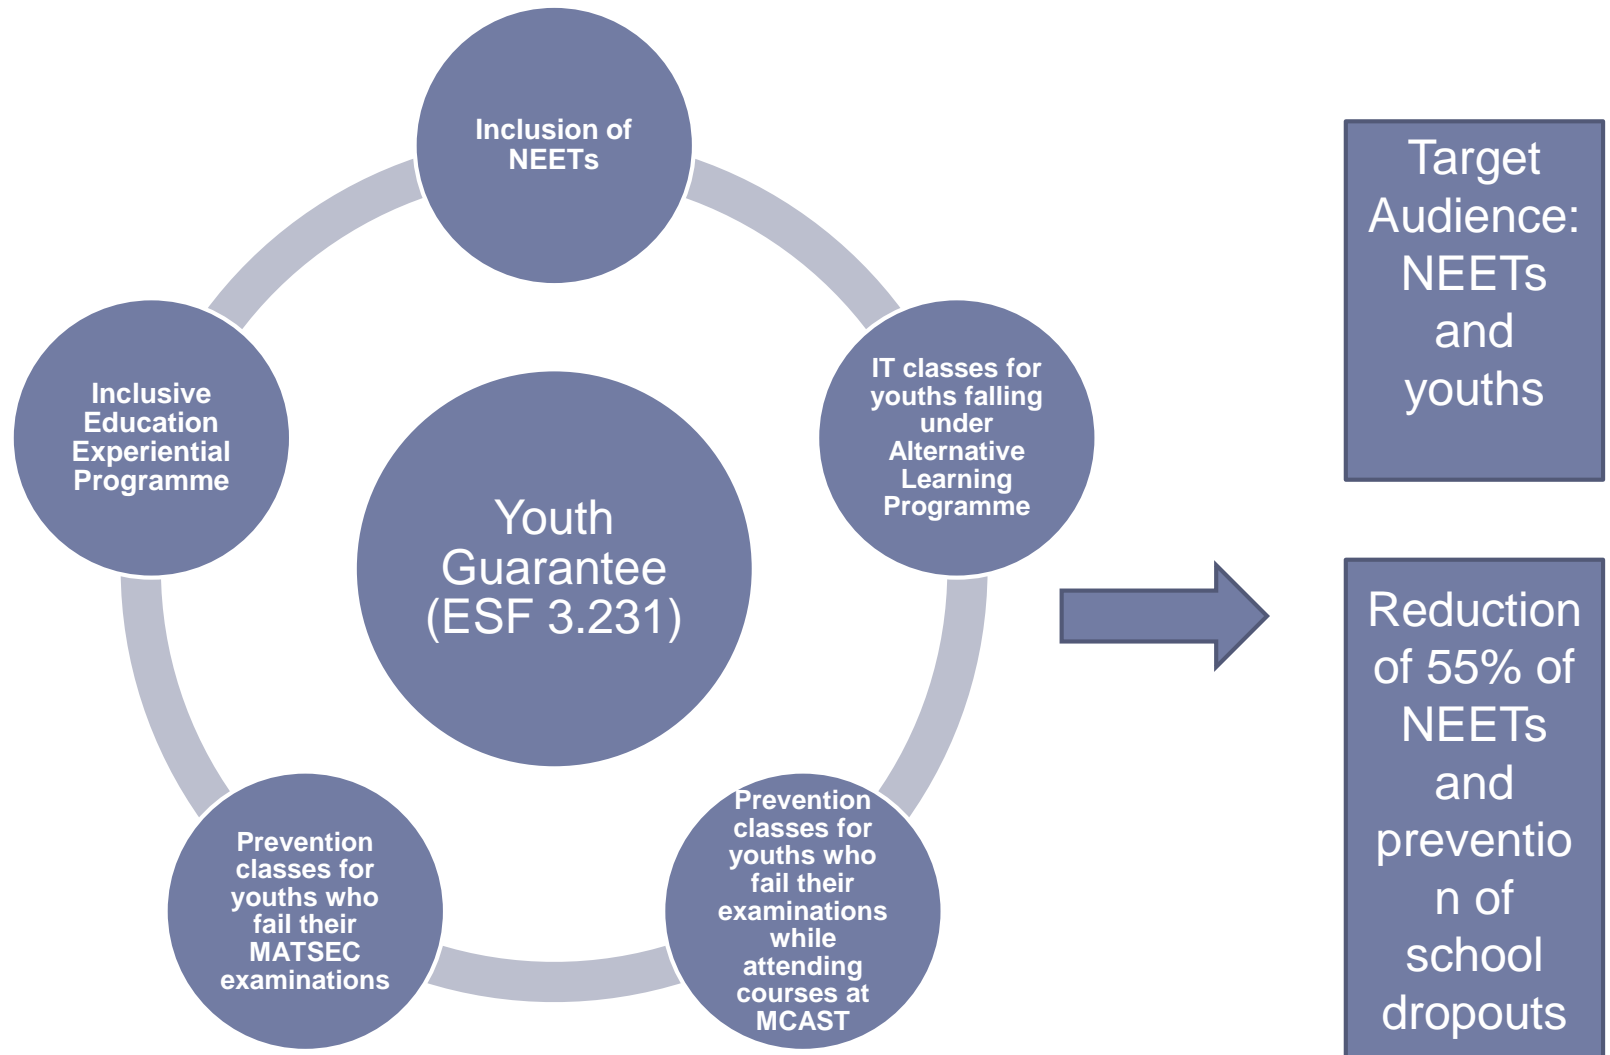 Inclusion of
NEETs
IT classes for
youths falling
under
Alternative
Learning
Programme
Prevention
classes for
youths who
fail their
examinations
while
attending
courses at
MCAST
Prevention
classes for
youths who
fail their
MATSEC
examinations
Inclusive
Education
Experiential
Programme
Youth
Guarantee
(ESF 3.231)
Target
Audience:
NEETs
and
youths
Reduction
of 55% of
NEETs
and
preventio
n of
school
dropouts